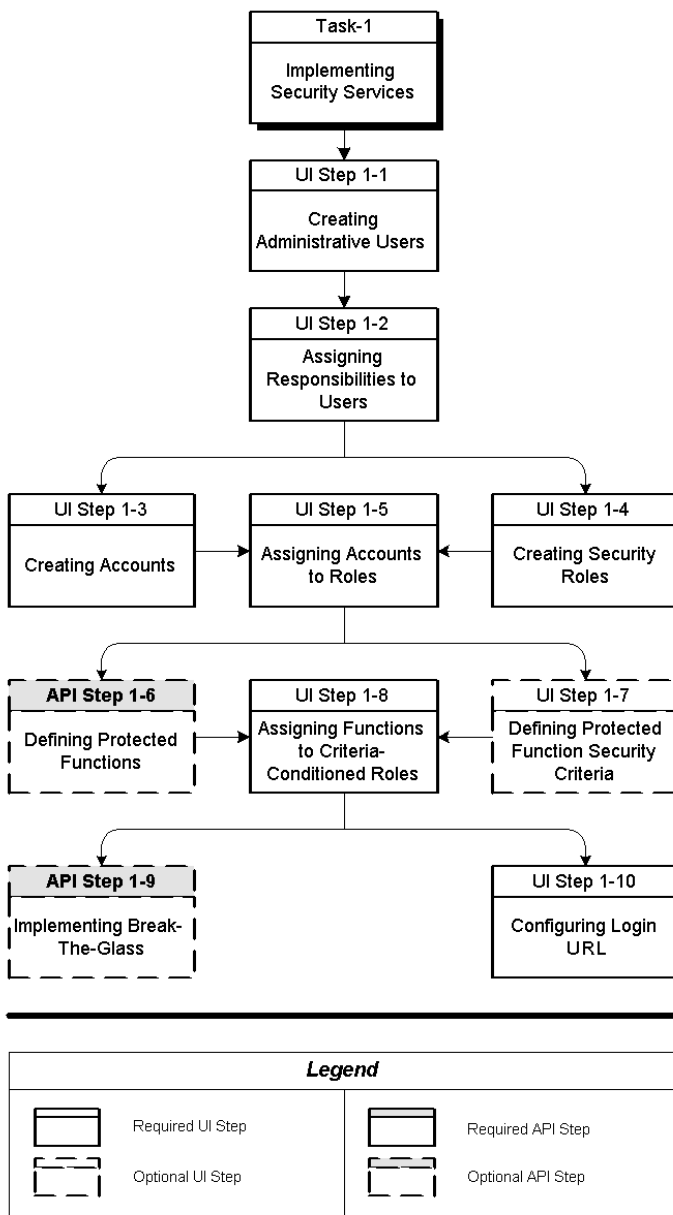 Task-1
Implementing
Security Services
UI Step 1-1
Creating
Administrative Users
UI Step 1-2
Assigning
Responsibilities to
Users
UI Step 1-3
Creating Accounts
UI Step 1-5
Assigning Accounts
to Roles
UI Step 1-4
Creating Security
Roles
API Step 1-6
Defining Protected
Functions
UI Step 1-8
Assigning Functions
to Criteria-
Conditioned Roles
UI Step 1-7
Defining Protected
Function Security
Criteria
API Step 1-9
Implementing Break-
The-Glass
UI Step 1-10
Configuring Login
URL
Legend
Required UI Step
Optional UI Step
Required API Step
Optional API Step